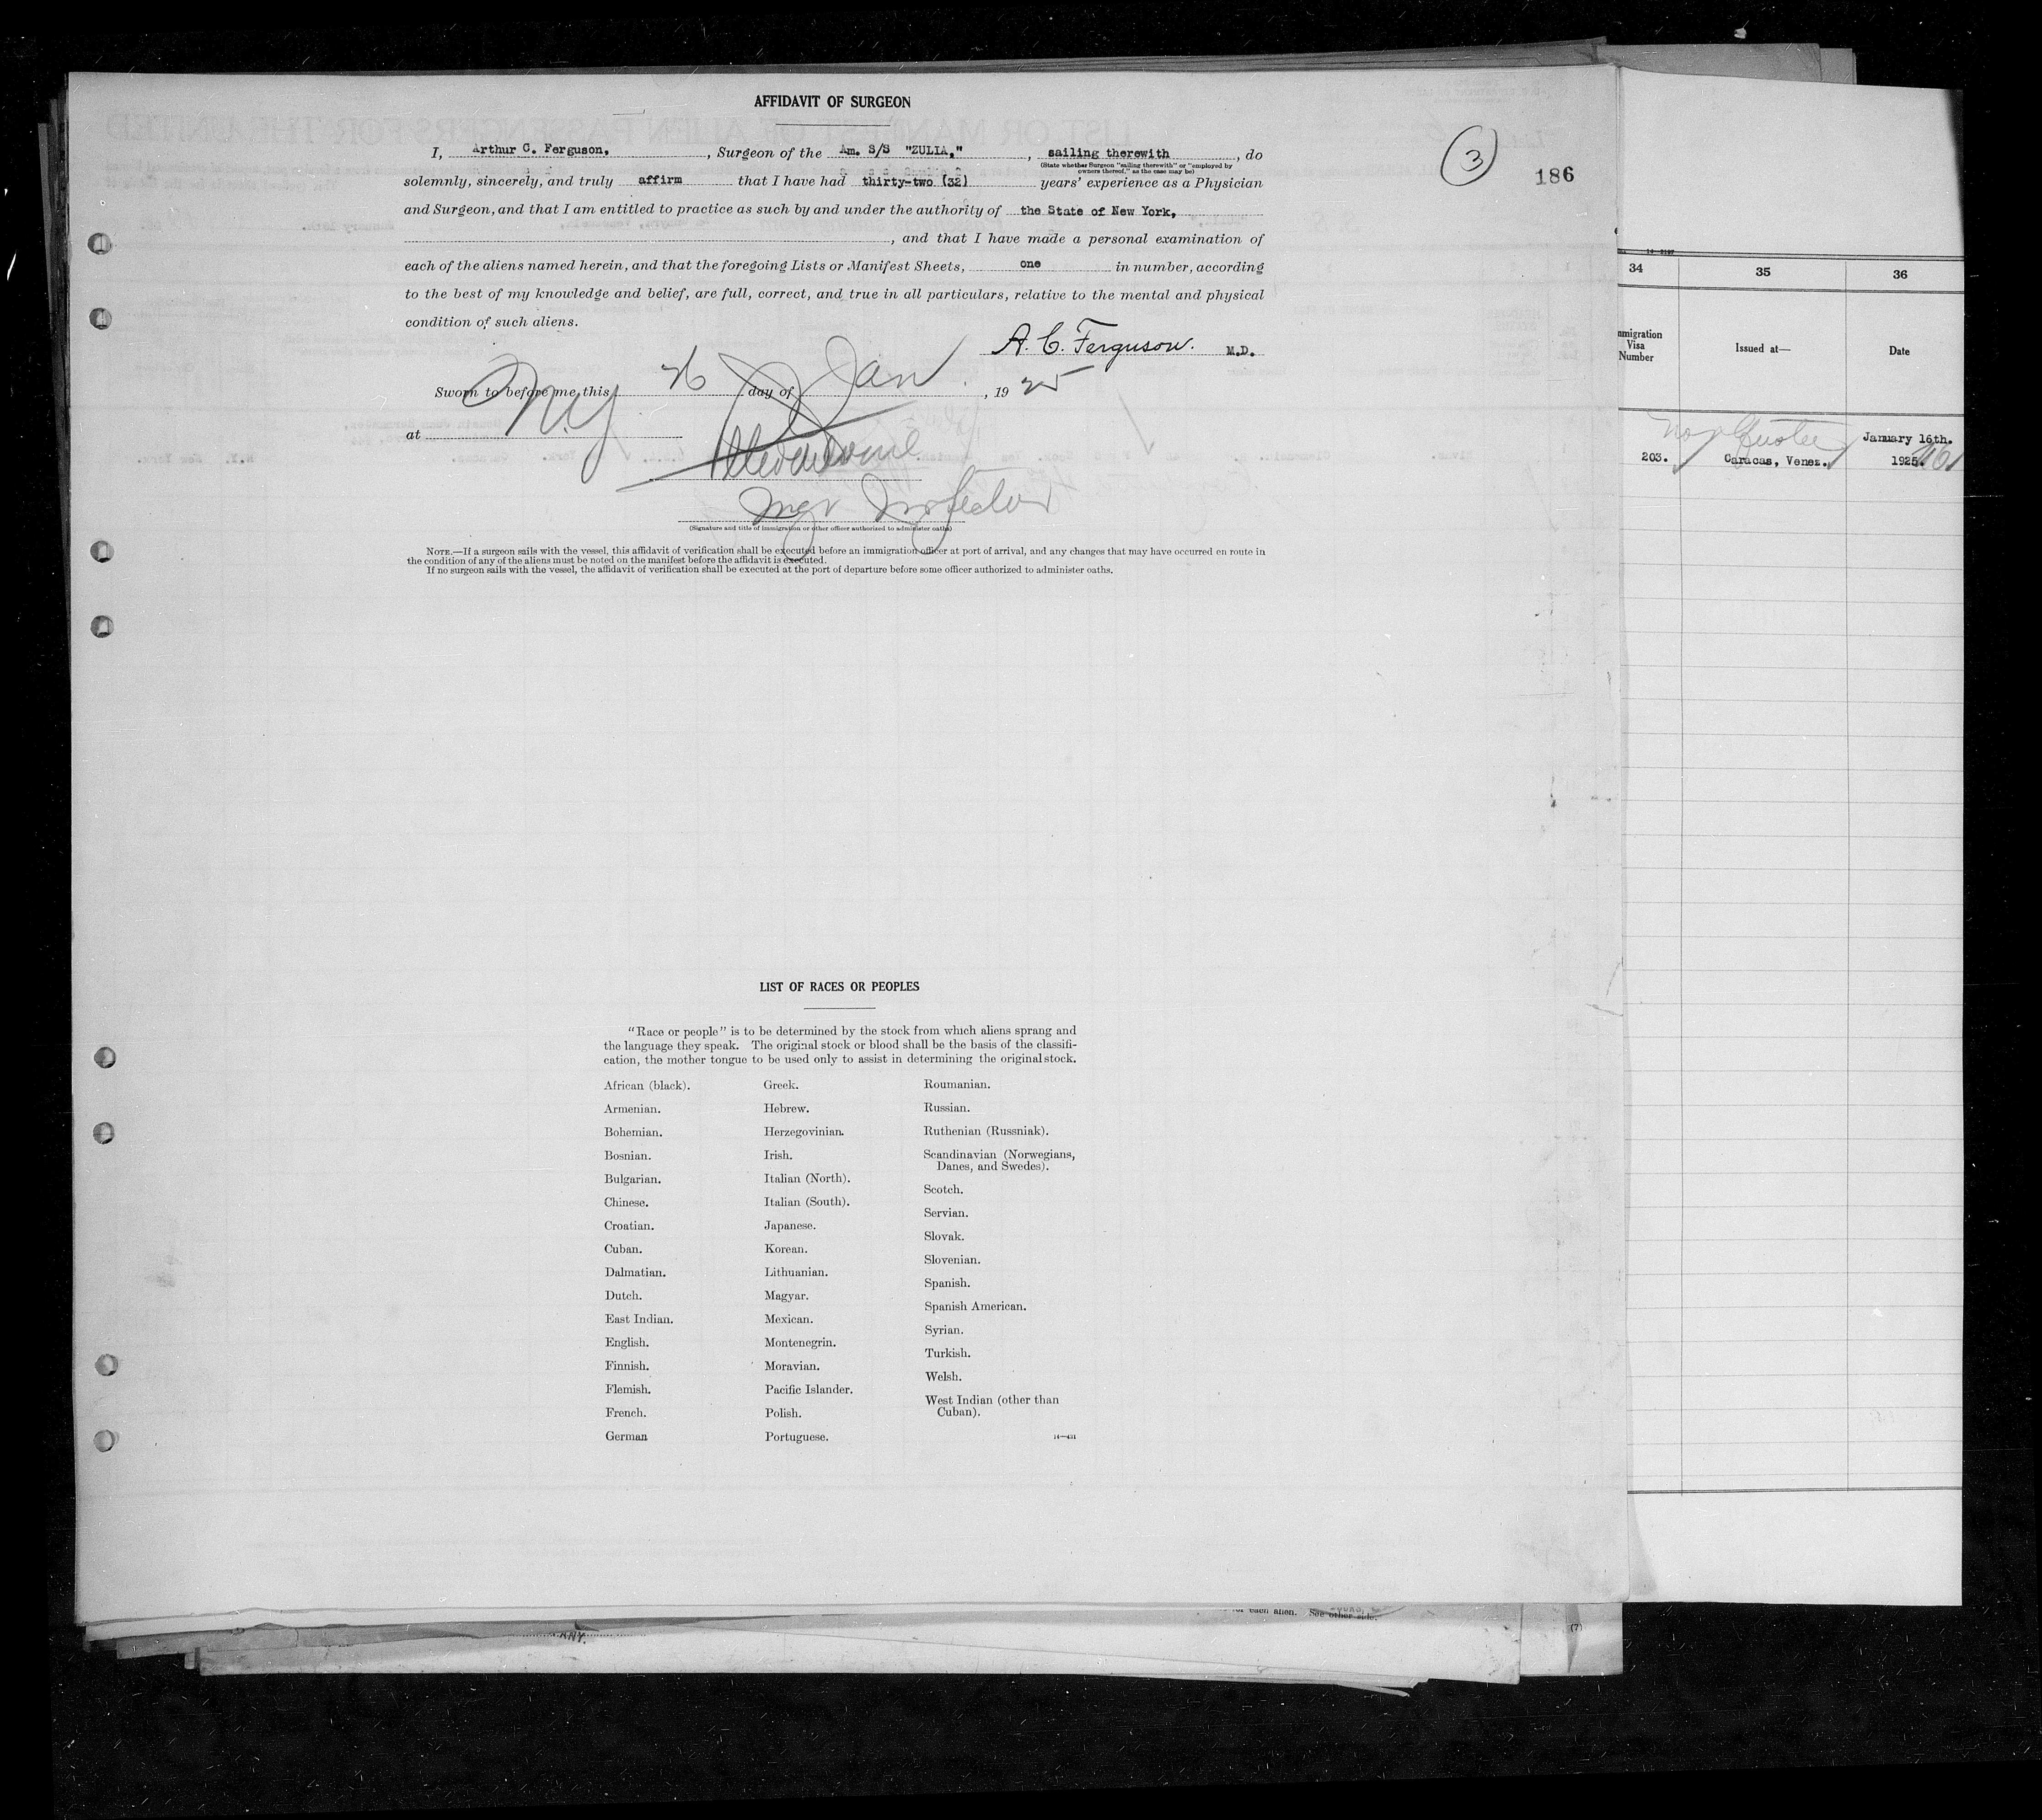 AFFIDAVIT OF SURGEON
I, Arthur C. Ferguson, , Surgeon of the Am. S/S "ZULIA," , sailing therewith , do
(State whether Surgeon "sailing therewith" or "employed by
owners thereof," as the case may be)
solemnly, sincerely, and truly affirm that I have had thirty-two (32) years' experience as a Physician
and Surgeon, and that I am entitled to practice as such by and under the authority of the State of New York,
, and that I have made a personal examination of
each of the aliens named herein, and that the foregoing Lists or Manifest Sheets, one in number, according
to the best of my knowledge and belief, are full, correct, and true in all particulars, relative to the mental and physical
condition of such aliens.
A. C. Ferguson. M.D.
Sworn to before me this 26 day of Jan , 19 25
at N.Y
(Signature and title of immigration or other officer authorized to administer oaths)
NOTE.—If a surgeon sails with the vessel, this affidavit of verification shall be executed before an immigration officer at port of arrival, and any changes that may have occurred en route in
the condition of any of the aliens must be noted on the manifest before the affidavit is executed.
If no surgeon sails with the vessel, the affidavit of verification shall be executed at the port of departure before some officer authorized to administer oaths.
3
186
34 35 36
mmigration
Visa
Number
Issued at—
Date
January 16th.
203. Caracas, Venez. 1925.
LIST OF RACES OR PEOPLES
"Race or people" is to be determined by the stock from which aliens sprang and
the language they speak. The original stock or blood shall be the basis of the classifi-
cation, the mother tongue to be used only to assist in determining the original stock.
African (black).
Armenian.
Bohemian.
Bosnian.
Bulgarian.
Chinese.
Croatian.
Cuban.
Dalmatian.
Dutch.
East Indian.
English.
Finnish.
Flemish.
French.
German
Greek.
Hebrew.
Herzegovinian.
Irish.
Italian (North).
Italian (South).
Japanese.
Korean.
Lithuanian.
Magyar.
Mexican.
Montenegrin.
Moravian.
Pacific Islander.
Polish.
Portuguese.
Roumanian.
Russian.
Ruthenian (Russniak).
Scandinavian (Norwegians,
Danes, and Swedes).
Scotch.
Servian.
Slovak.
Slovenian.
Spanish.
Spanish American.
Syrian.
Turkish.
Welsh.
West Indian (other than
Cuban).
14—431
each alien. See other side.
ANY.
(7)